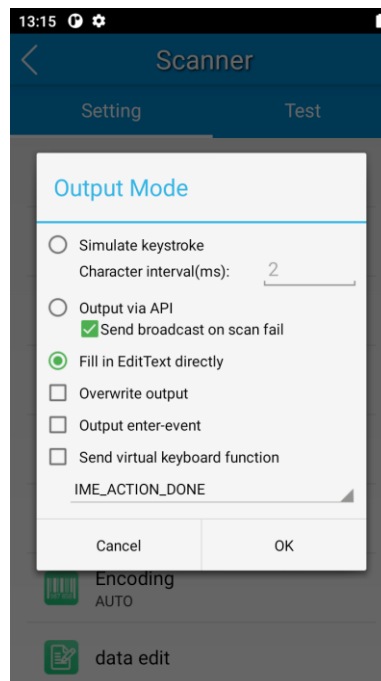 13:15
Scanner
Setting
Test
Output Mode
Simulate keystroke
Character interval(ms): 2
Output via API
Send broadcast on scan fail
Fill in EditText directly
Overwrite output
Output enter-event
Send virtual keyboard function
IME_ACTION_DONE
Cancel
OK
Encoding
AUTO
data edit